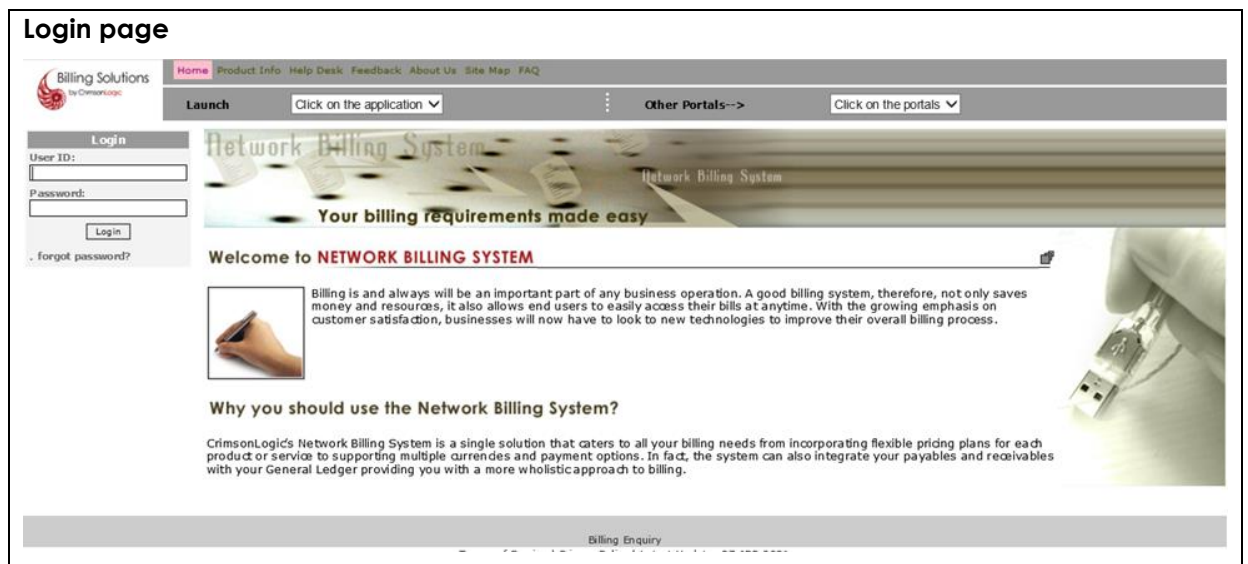 Login page
Billing Solutions
by CrimsonLogic
Home Product Info Help Desk Feedback About Us Site Map FAQ
Launch Click on the application Other Portals--> Click on the portals
Login
User ID:
Password:
Login
. forgot password?
Network Billing System
Network Billing System
Your billing requirements made easy
Welcome to NETWORK BILLING SYSTEM
Billing is and always will be an important part of any business operation. A good billing system, therefore, not only saves
money and resources, it also allows end users to easily access their bills at anytime. With the growing emphasis on
customer satisfaction, businesses will now have to look to new technologies to improve their overall billing process.
Why you should use the Network Billing System?
CrimsonLogic's Network Billing System is a single solution that caters to all your billing needs from incorporating flexible pricing plans for each
product or service to supporting multiple currencies and payment options. In fact, the system can also integrate your payables and receivables
with your General Ledger providing you with a more wholistic approach to billing.
Billing Enquiry